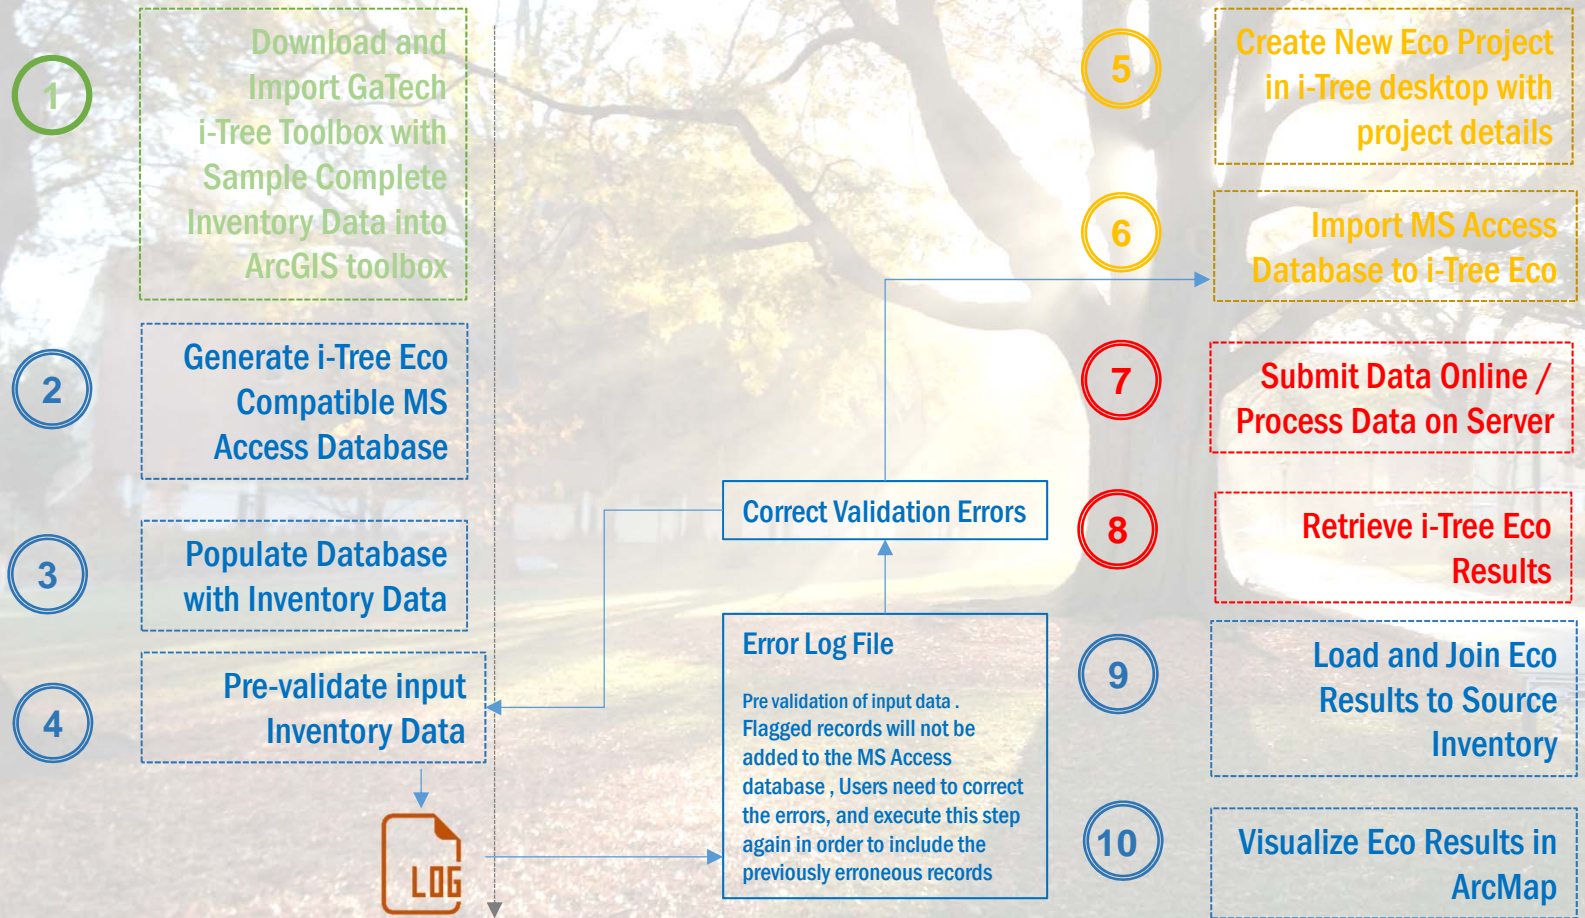 1
Download and
Import GaTech
i-Tree Toolbox with
Sample Complete
Inventory Data into
ArcGIS toolbox
2
Generate i-Tree Eco
Compatible MS
Access Database
3
Populate Database
with Inventory Data
4
Pre-validate input
Inventory Data
LOG
Correct Validation Errors
Error Log File
Pre validation of input data .
Flagged records will not be
added to the MS Access
database , Users need to correct
the errors, and execute this step
again in order to include the
previously erroneous records
5
Create New Eco Project
in i-Tree desktop with
project details
6
Import MS Access
Database to i-Tree Eco
7
Submit Data Online /
Process Data on Server
8
Retrieve i-Tree Eco
Results
9
Load and Join Eco
Results to Source
Inventory
10
Visualize Eco Results in
ArcMap